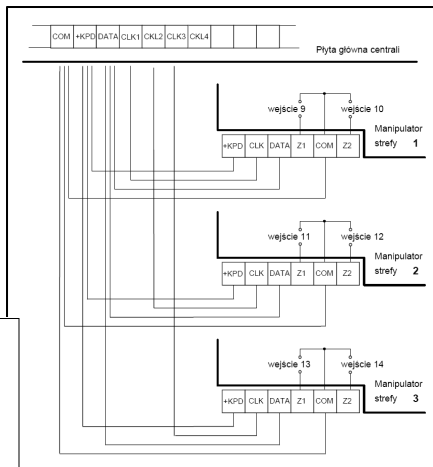 COM +KPD DATA CLK1 CKL2 CLK3 CKL4
Płyta główna centrali
wejście 9 wejście 10
Manipulator
strefy 1
+KPD CLK DATA Z1 COM Z2
wejście 11 wejście 12
Manipulator
strefy 2
+KPD CLK DATA Z1 COM Z2
wejście 13 wejście 14
Manipulator
strefy 3
+KPD CLK DATA Z1 COM Z2